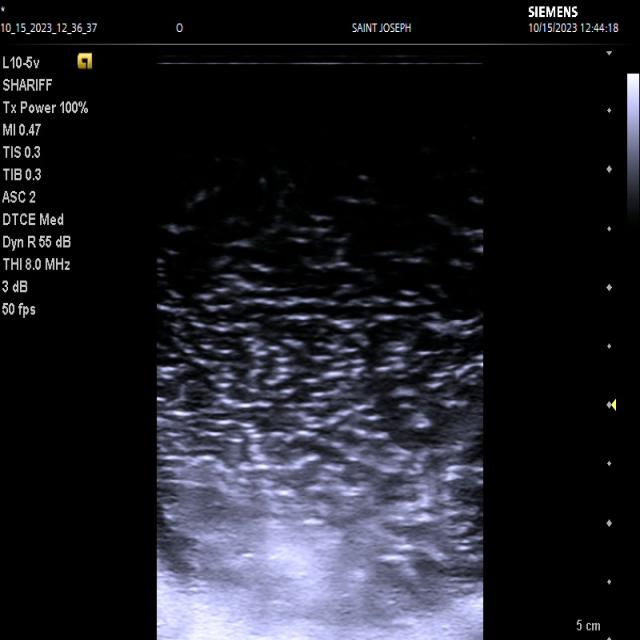 SIEMENS
10_15_2023_12_36_37 O SAINT JOSEPH 10/15/2023 12:44:18
L10-5v
SHARIFF
Tx Power 100%
MI 0.47
TIS 0.3
TIB 0.3
ASC 2
DTCE Med
Dyn R 55 dB
THI 8.0 MHz
3 dB
50 fps
5 cm